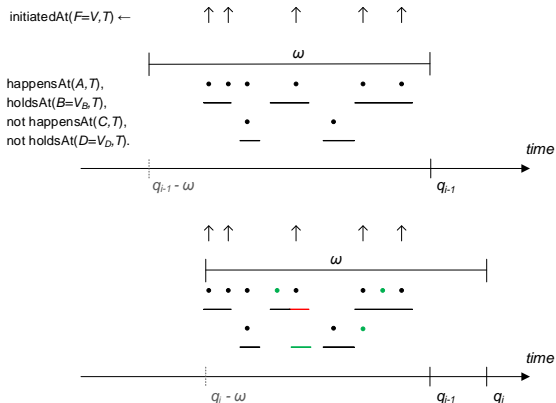 initiatedAt(F=V,T) ←
ω
happensAt(A,T),
holdsAt(B=V_B,T),
not happensAt(C,T),
not holdsAt(D=V_D,T).
time
q_{i-1} - ω
q_{i-1}
ω
time
q_i - ω
q_{i-1}
q_i